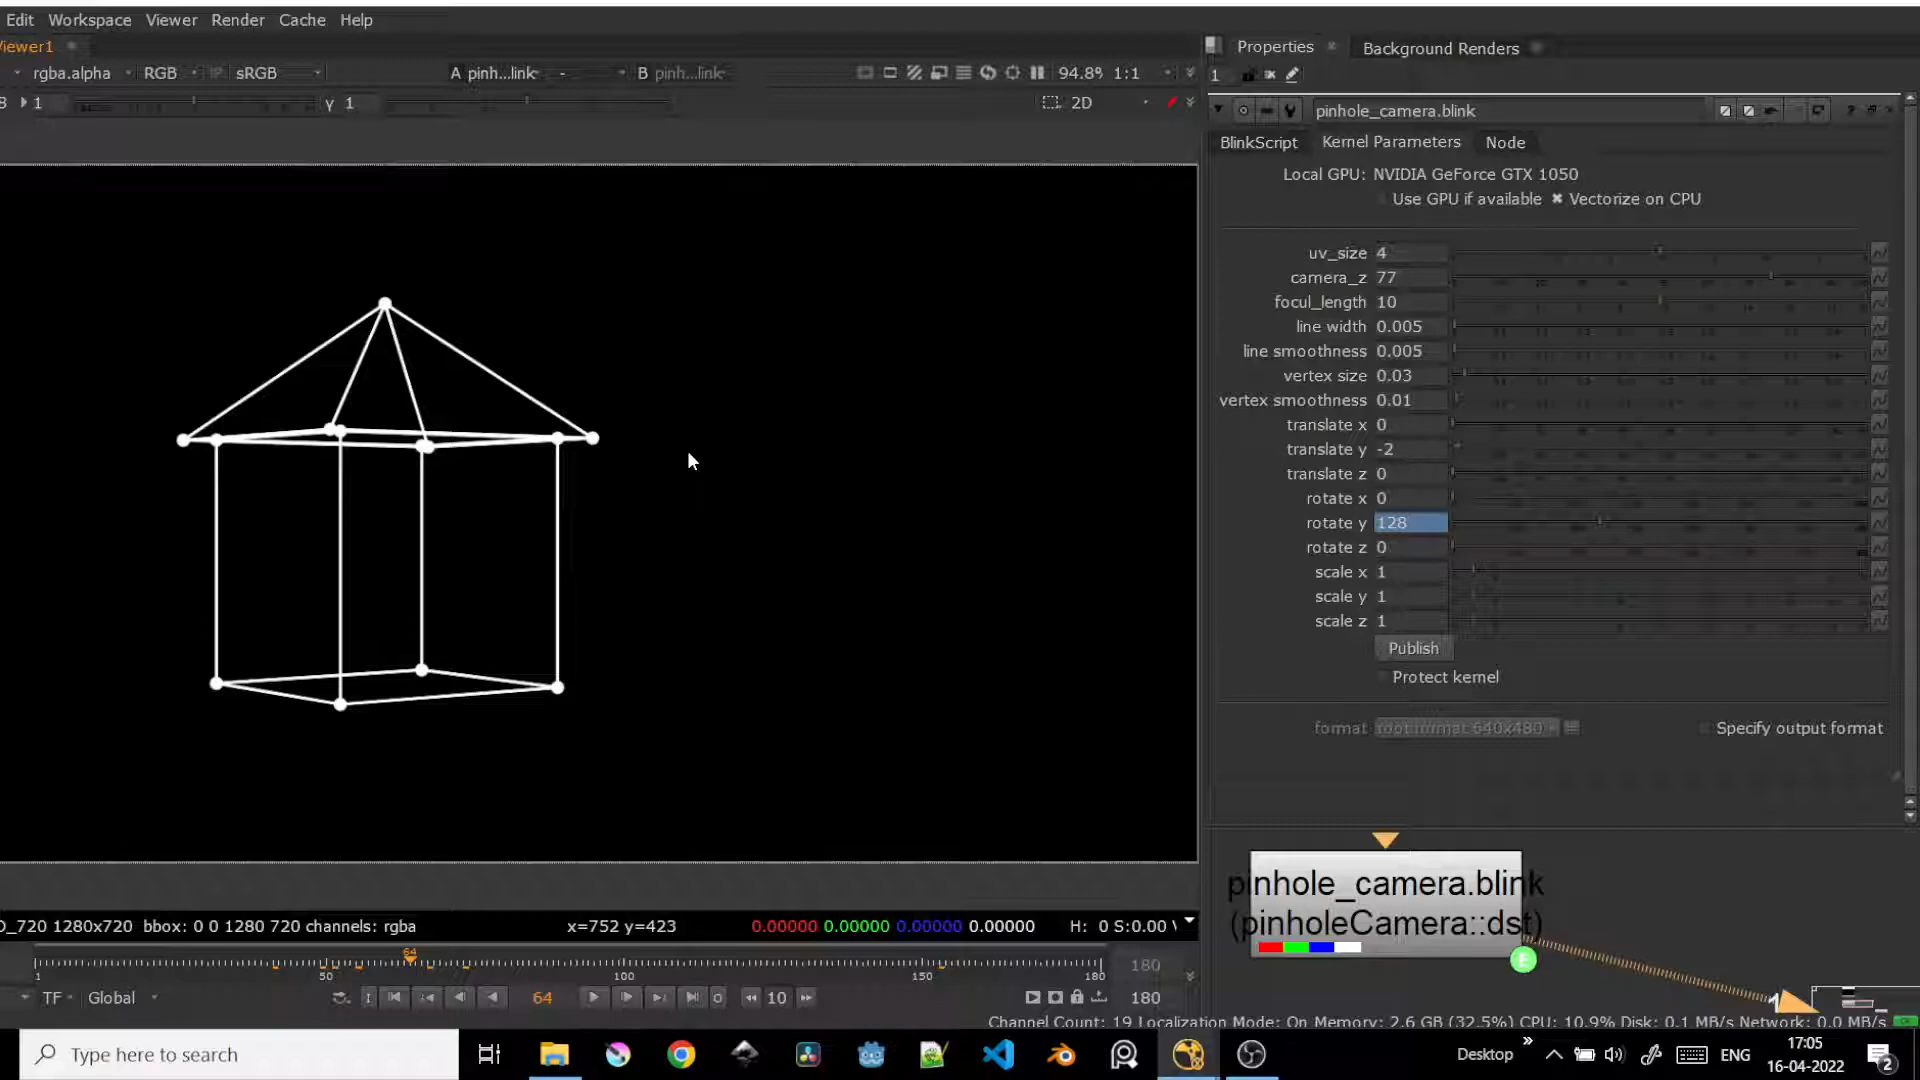 Edit Workspace Viewer Render Cache Help
iewer1
Properties
Background Renders
rgba.alpha RGB sRGB
A pinh...link - B pinh...link
94.8% 1:1
1
8 1
γ 1
2D
pinhole_camera.blink
BlinkScript Kernel Parameters Node
Local GPU: NVIDIA GeForce GTX 1050
Use GPU if available Vectorize on CPU
uv_size 4
camera_z 77
focul_length 10
line width 0.005
line smoothness 0.005
vertex size 0.03
vertex smoothness 0.01
translate x 0
translate y -2
translate z 0
rotate x 0
rotate y 128
rotate z 0
scale x 1
scale y 1
scale z 1
Publish
Protect kernel
format root.format 640x480
Specify output format
pinhole_camera.blink
(pinholeCamera::dst)
E
D_720 1280x720 bbox: 0 0 1280 720 channels: rgba
x=752 y=423
0.00000 0.00000 0.00000 0.00000
H: 0 S:0.00 V
64
1 50 100 150 180
180
TF Global
64
10
180
Channel Count: 19 Localization Mode: On Memory: 2.6 GB (32.5%) CPU: 10.9% Disk: 0.1 MB/s Network: 0.0 MB/s
Type here to search
Desktop
ENG
17:05
16-04-2022
2